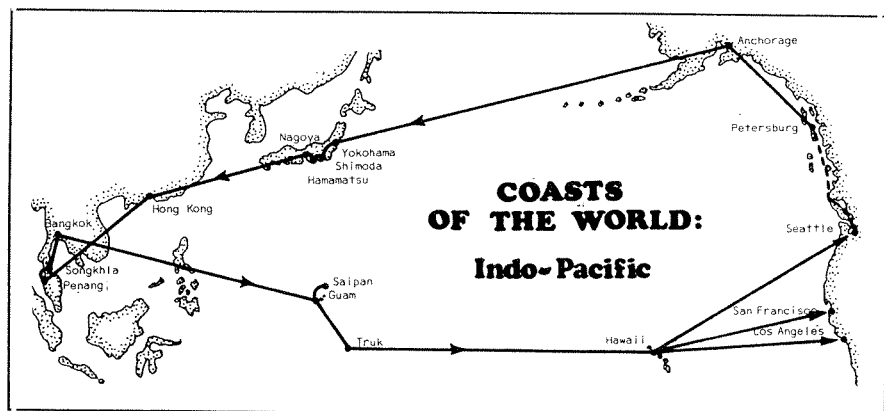 Anchorage
Petersburg
Nagoya
Yokohama
Shimoda
Hamamatsu
COASTS
OF THE WORLD:
Indo-Pacific
Hong Kong
Bangkok
Seattle
Songkhla
Penang
Saipan
Guam
San Francisco
Los Angeles
Hawaii
Truk